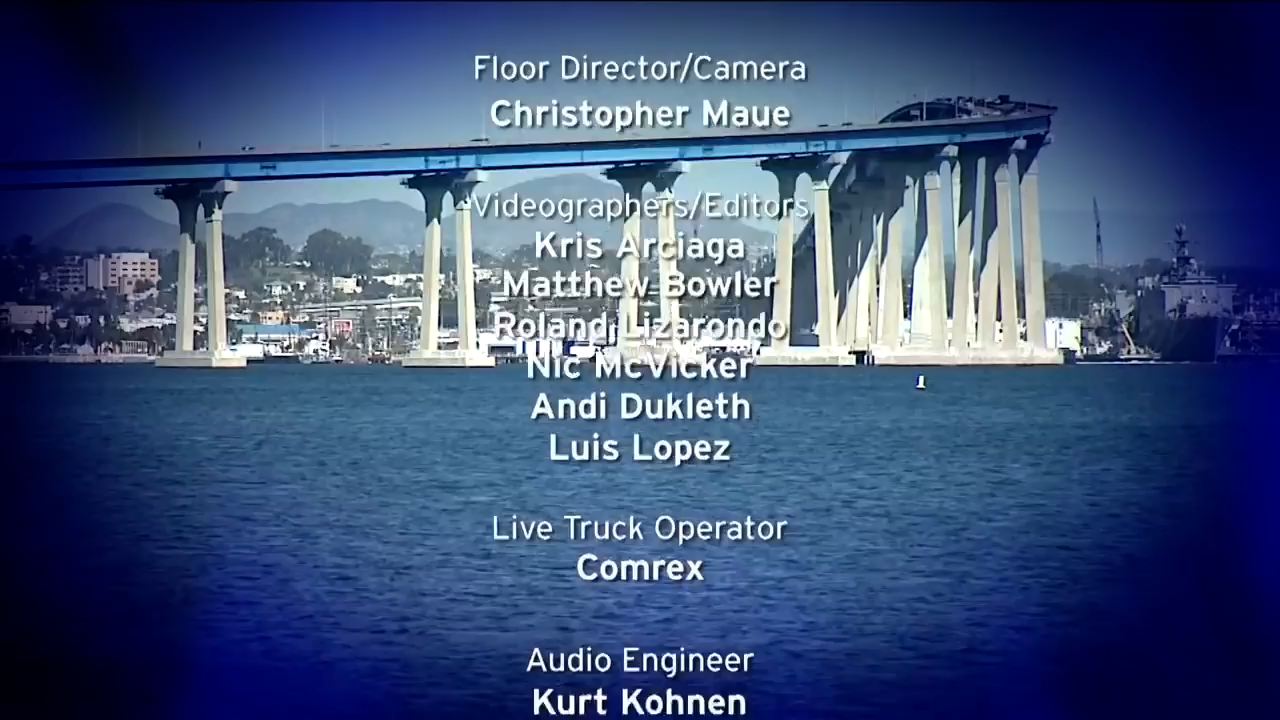 Floor Director/Camera
Christopher Maue
Videographers/Editors
Kris Arciaga
Matthew Bowler
Roland Lizarondo
Nic McVicker
Andi Dukleth
Luis Lopez
Live Truck Operator
Comrex
Audio Engineer
Kurt Kohnen